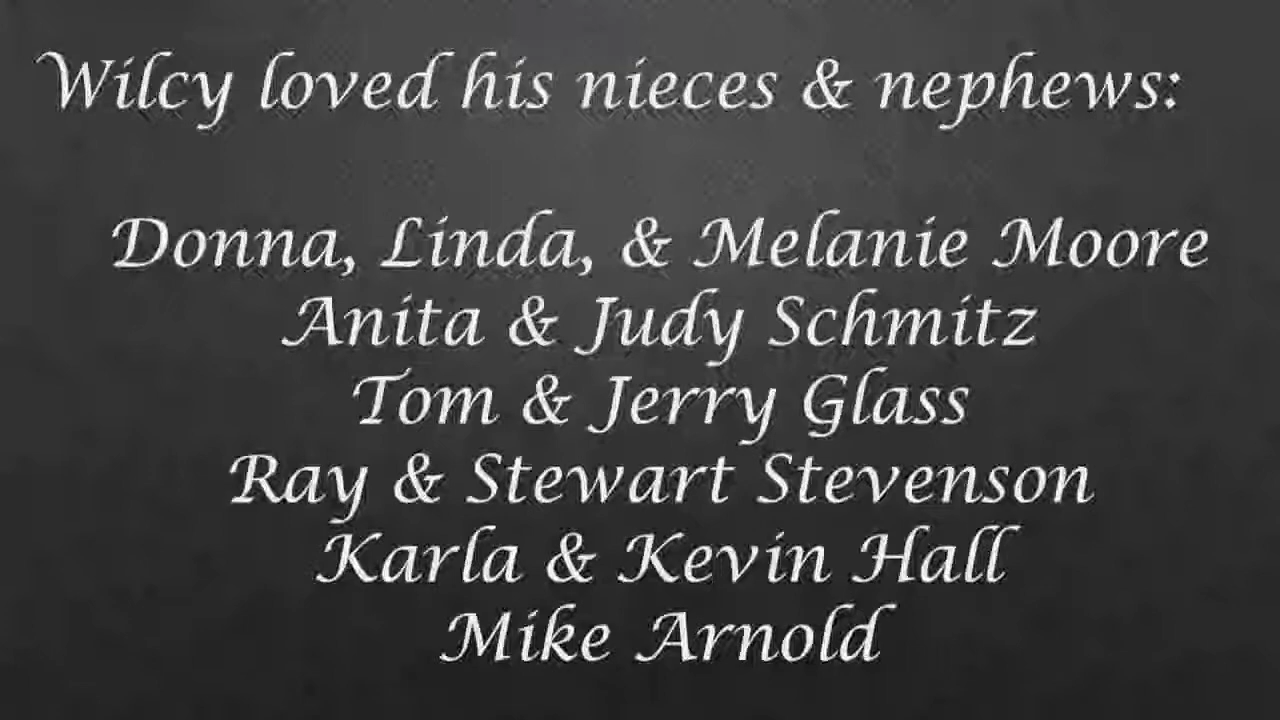 Wilcy loved his nieces & nephews:
Donna, Linda, & Melanie Moore
Anita & Judy Schmitz
Tom & Jerry Glass
Ray & Stewart Stevenson
Karla & Kevin Hall
Mike Arnold